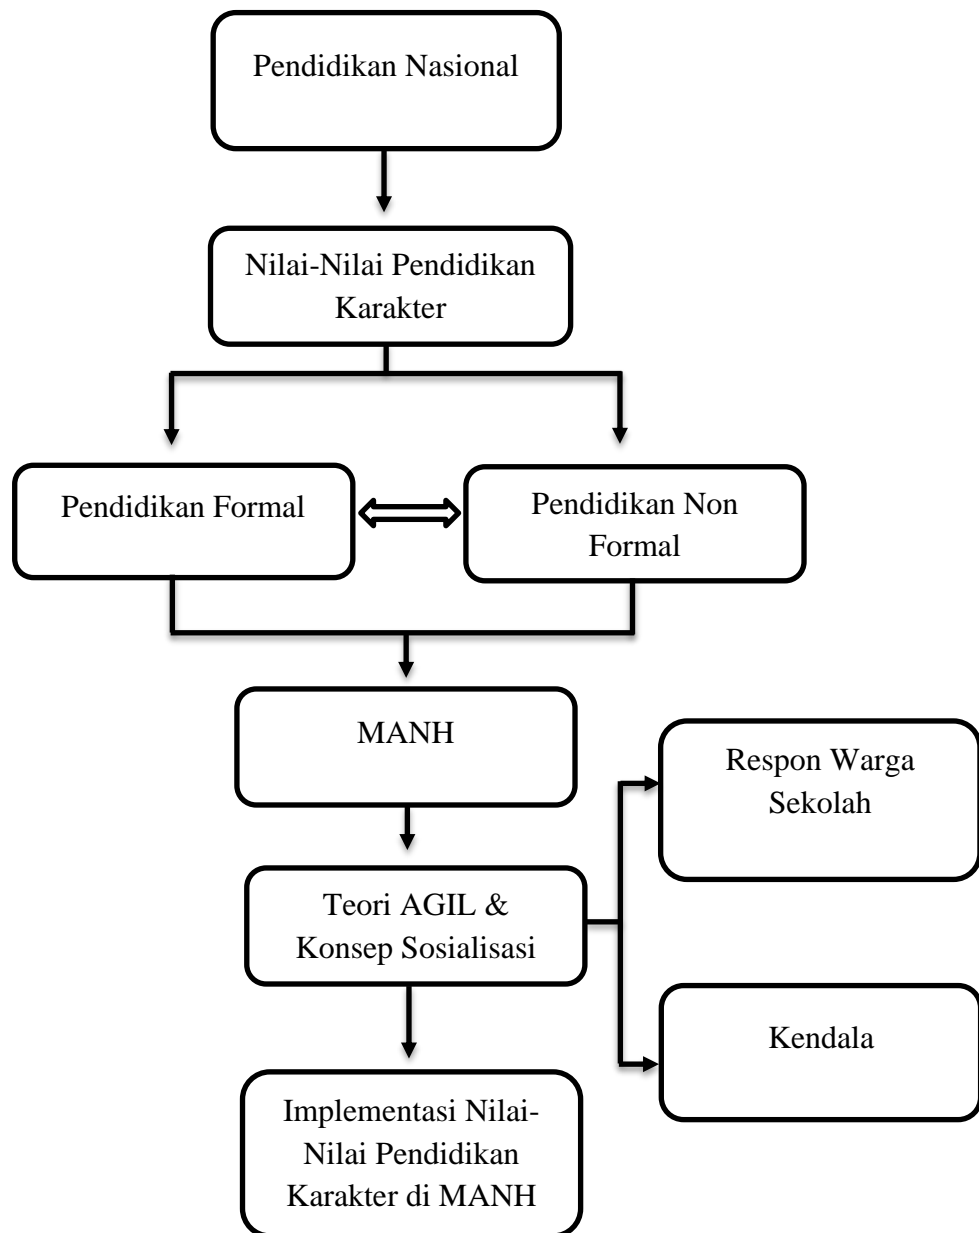 Pendidikan Nasional
Nilai-Nilai Pendidikan
Karakter
Pendidikan Formal
Pendidikan Non
Formal
MANH
Respon Warga
Sekolah
Teori AGIL &
Konsep Sosialisasi
Kendala
Implementasi Nilai-
Nilai Pendidikan
Karakter di MANH